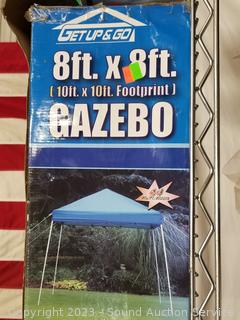 GET UP & GO
8ft. x 8ft.
( 10ft. x 10ft. Footprint )
GAZEBO
Copyright 2023 - Sound Auction Service